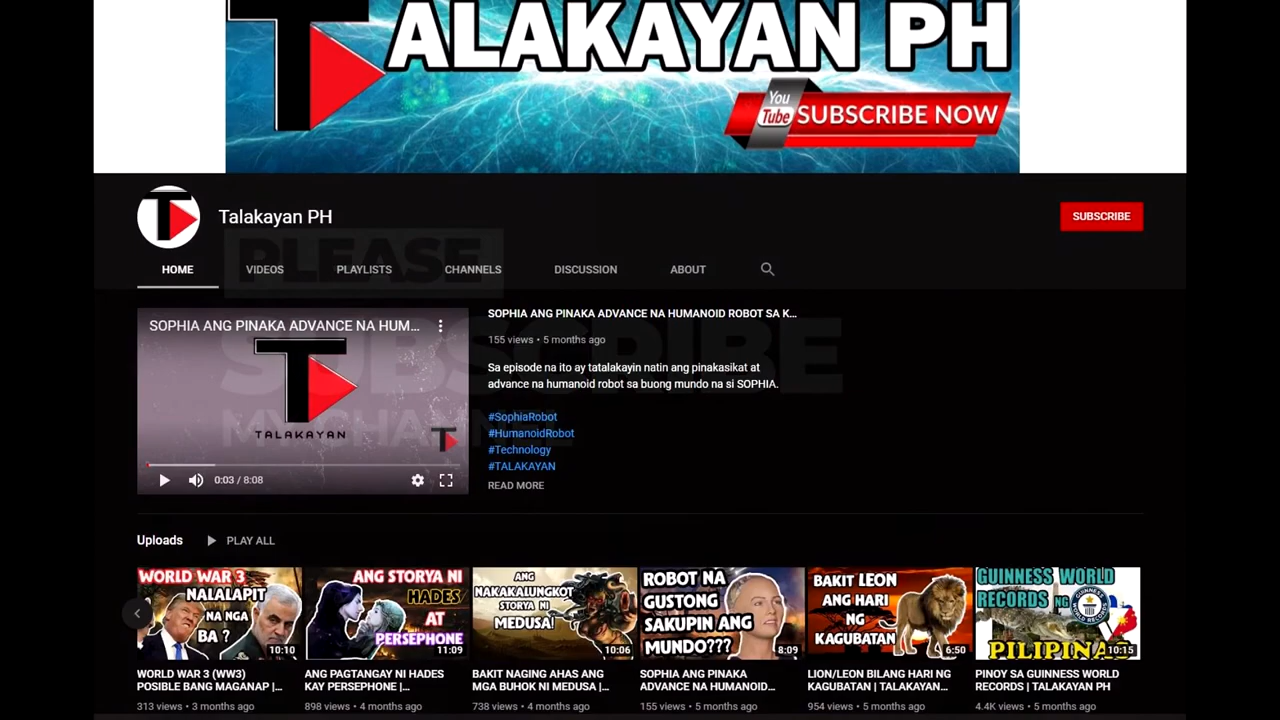 TALAKAYAN PH
You
Tube SUBSCRIBE NOW
Talakayan PH
SUBSCRIBE
PLEASE
HOME VIDEOS PLAYLISTS CHANNELS DISCUSSION ABOUT
SOPHIA ANG PINAKA ADVANCE NA HUM...
SOPHIA ANG PINAKA ADVANCE NA HUMANOID ROBOT SA K...
155 views • 5 months ago
SUBSCRIBE
Sa episode na ito ay tatalakayin natin ang pinakasikat at
advance na humanoid robot sa buong mundo na si SOPHIA.
MY CHANNEL
#SophiaRobot
#HumanoidRobot
#Technology
#TALAKAYAN
READ MORE
TALAKAYAN
0:03 / 8:08
Uploads PLAY ALL
WORLD WAR 3
NALALAPIT
NA NGA
BA ?
10:10
ANG STORYA NI
HADES
AT
PERSEPHONE
11:09
ANG
NAKAKALUNGKOT
STORYA NI
MEDUSA!
10:06
ROBOT NA
GUSTONG
SAKUPIN ANG
MUNDO???
8:09
BAKIT LEON
ANG HARI
NG
KAGUBATAN
6:50
GUINNESS WORLD
RECORDS NG
PILIPINAS
10:15
WORLD WAR 3 (WW3)
POSIBLE BANG MAGANAP |...
313 views • 3 months ago
ANG PAGTANGAY NI HADES
KAY PERSEPHONE |...
898 views • 4 months ago
BAKIT NAGING AHAS ANG
MGA BUHOK NI MEDUSA |...
738 views • 4 months ago
SOPHIA ANG PINAKA
ADVANCE NA HUMANOID...
155 views • 5 months ago
LION/LEON BILANG HARI NG
KAGUBATAN | TALAKAYAN...
954 views • 5 months ago
PINOY SA GUINNESS WORLD
RECORDS | TALAKAYAN PH
4.4K views • 5 months ago